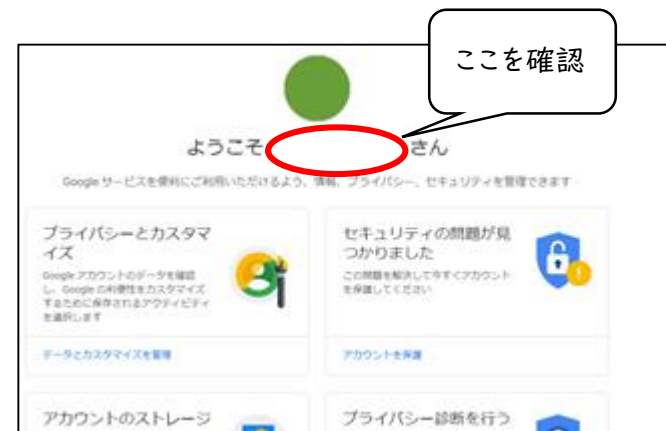 ここを確認
ようこそ さん
Google サービスを便利にご利用いただけるよう、情報、プライバシー、セキュリティを管理できます
プライバシーとカスタマ
イズ
Google アカウントのデータを確認
し、Google の利便性をカスタマイズ
するために保存されるアクティビティ
を選択します
データとカスタマイズを管理
セキュリティの問題が見
つかりました
この問題を解決して今すぐアカウント
を保護してください
アカウントを保護
アカウントのストレージ
プライバシー診断を行う